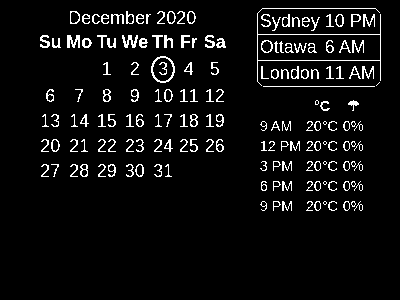 December 2020
Su Mo Tu We Th Fr Sa
1 2 3 4 5
6 7 8 9 10 11 12
13 14 15 16 17 18 19
20 21 22 23 24 25 26
27 28 29 30 31
Sydney 10 PM
Ottawa 6 AM
London 11 AM
°C ☂
9 AM 20°C 0%
12 PM 20°C 0%
3 PM 20°C 0%
6 PM 20°C 0%
9 PM 20°C 0%